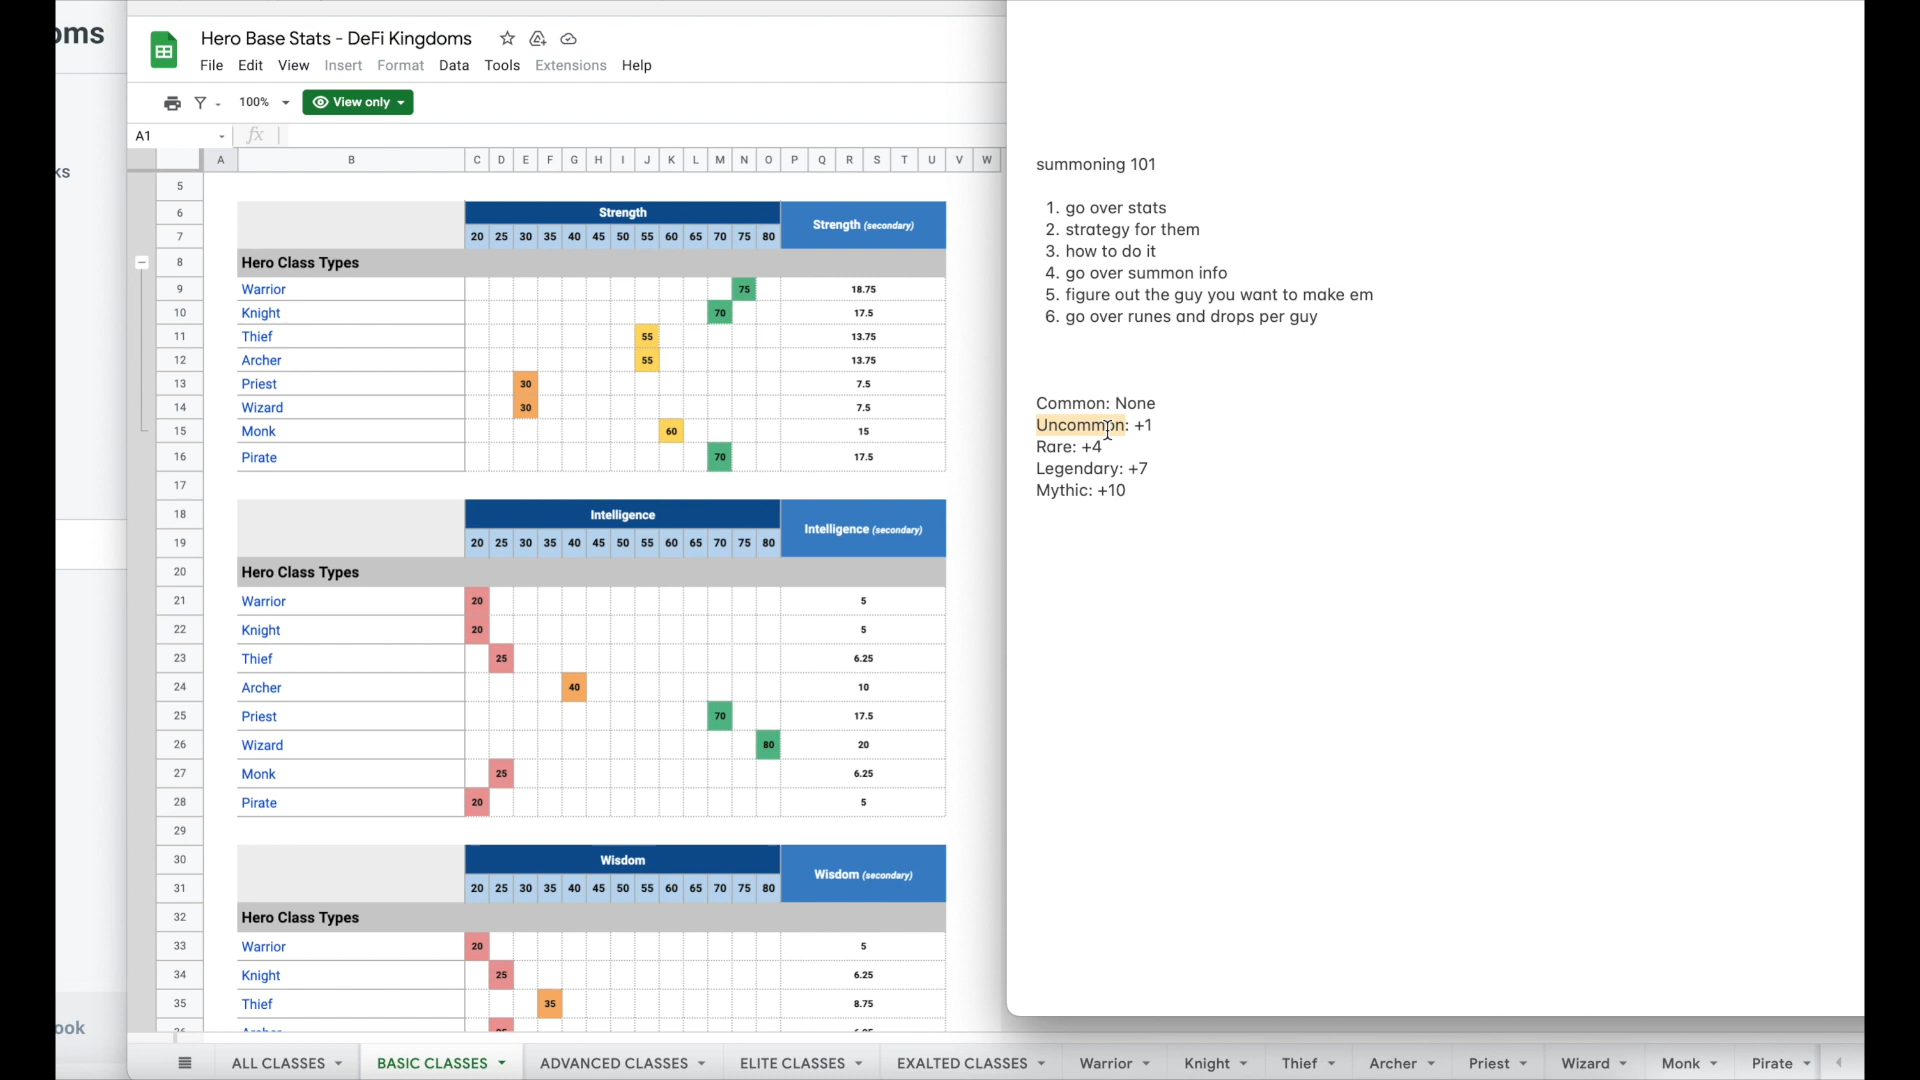 oms
ks
ook
Hero Base Stats - DeFi Kingdoms
File Edit View Insert Format Data Tools Extensions Help
100% View only
A1 fx
A B C D E F G H I J K L M N O P Q R S T U V W
5
6 Strength Strength (secondary)
7 20 25 30 35 40 45 50 55 60 65 70 75 80
8 Hero Class Types
9 Warrior 75 18.75
10 Knight 70 17.5
11 Thief 55 13.75
12 Archer 55 13.75
13 Priest 30 7.5
14 Wizard 30 7.5
15 Monk 60 15
16 Pirate 70 17.5
17
18 Intelligence Intelligence (secondary)
19 20 25 30 35 40 45 50 55 60 65 70 75 80
20 Hero Class Types
21 Warrior 20 5
22 Knight 20 5
23 Thief 25 6.25
24 Archer 40 10
25 Priest 70 17.5
26 Wizard 80 20
27 Monk 25 6.25
28 Pirate 20 5
29
30 Wisdom Wisdom (secondary)
31 20 25 30 35 40 45 50 55 60 65 70 75 80
32 Hero Class Types
33 Warrior 20 5
34 Knight 25 6.25
35 Thief 35 8.75
ALL CLASSES BASIC CLASSES ADVANCED CLASSES ELITE CLASSES EXALTED CLASSES Warrior Knight Thief Archer Priest Wizard Monk Pirate
summoning 101
1. go over stats
2. strategy for them
3. how to do it
4. go over summon info
5. figure out the guy you want to make em
6. go over runes and drops per guy
Common: None
Uncommon: +1
Rare: +4
Legendary: +7
Mythic: +10